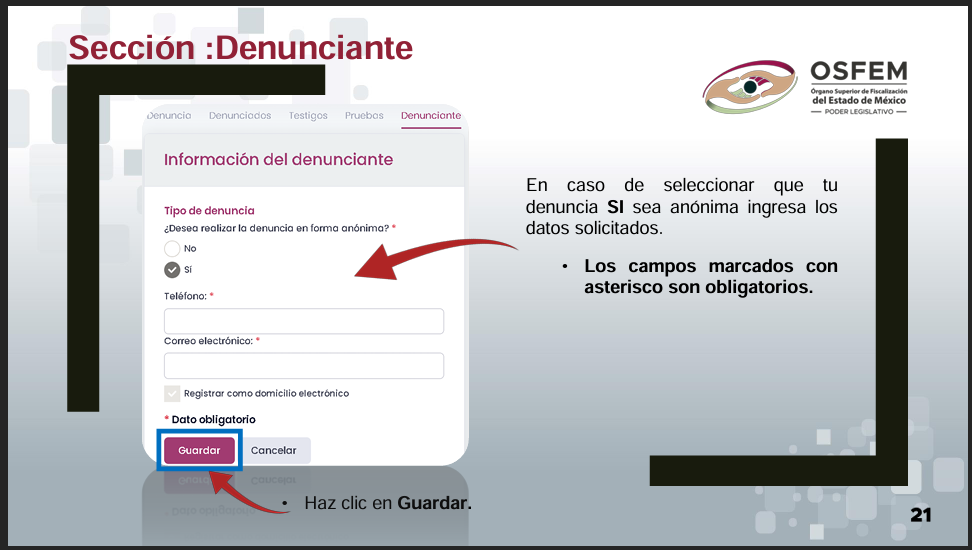 Sección :Denunciante
OSFEM
Órgano Superior de Fiscalización
del Estado de México
PODER LEGISLATIVO
Denuncia Denunciados Testigos Pruebas Denunciante
Información del denunciante
Tipo de denuncia
¿Desea realizar la denuncia en forma anónima? *
No
Sí
Teléfono: *
Correo electrónico: *
Registrar como domicilio electrónico
* Dato obligatorio
Guardar Cancelar
En caso de seleccionar que tu
denuncia SI sea anónima ingresa los
datos solicitados.
• Los campos marcados con
asterisco son obligatorios.
• Haz clic en Guardar.
21